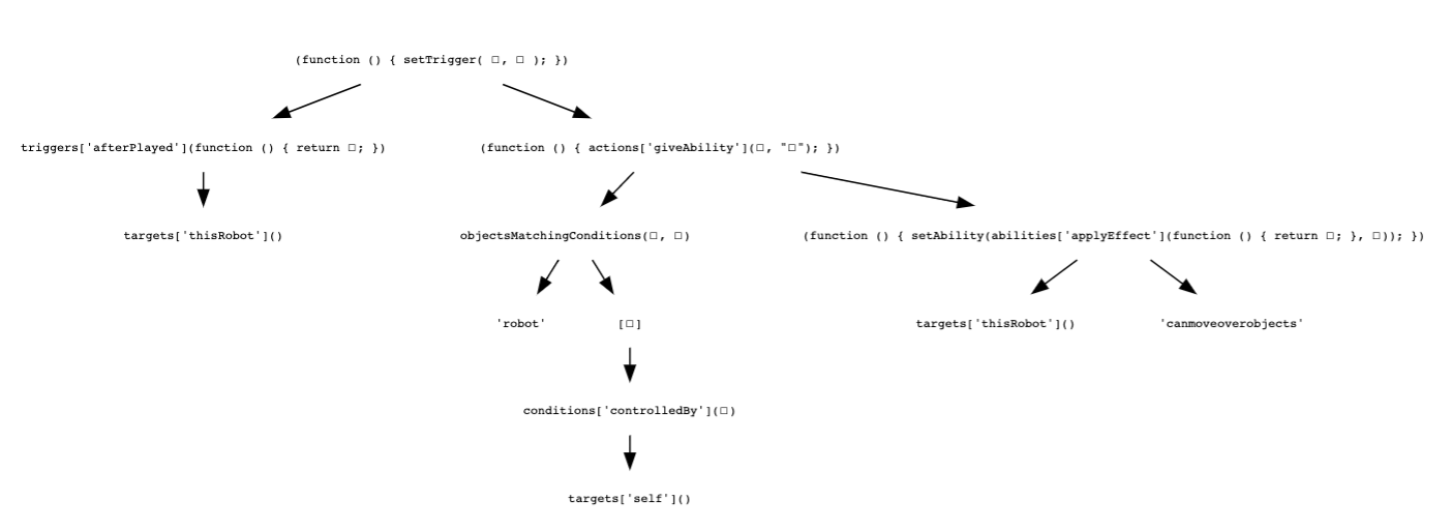 (function () { setTrigger( □, □ ); })
triggers['afterPlayed'](function () { return □; })
(function () { actions['giveAbility'](□, "□"); })
targets['thisRobot']()
objectsMatchingConditions(□, □)
(function () { setAbility(abilities['applyEffect'](function () { return □; }, □)); })
'robot'
[□]
targets['thisRobot']()
'canmoveoverobjects'
conditions['controlledBy'](□)
targets['self']()